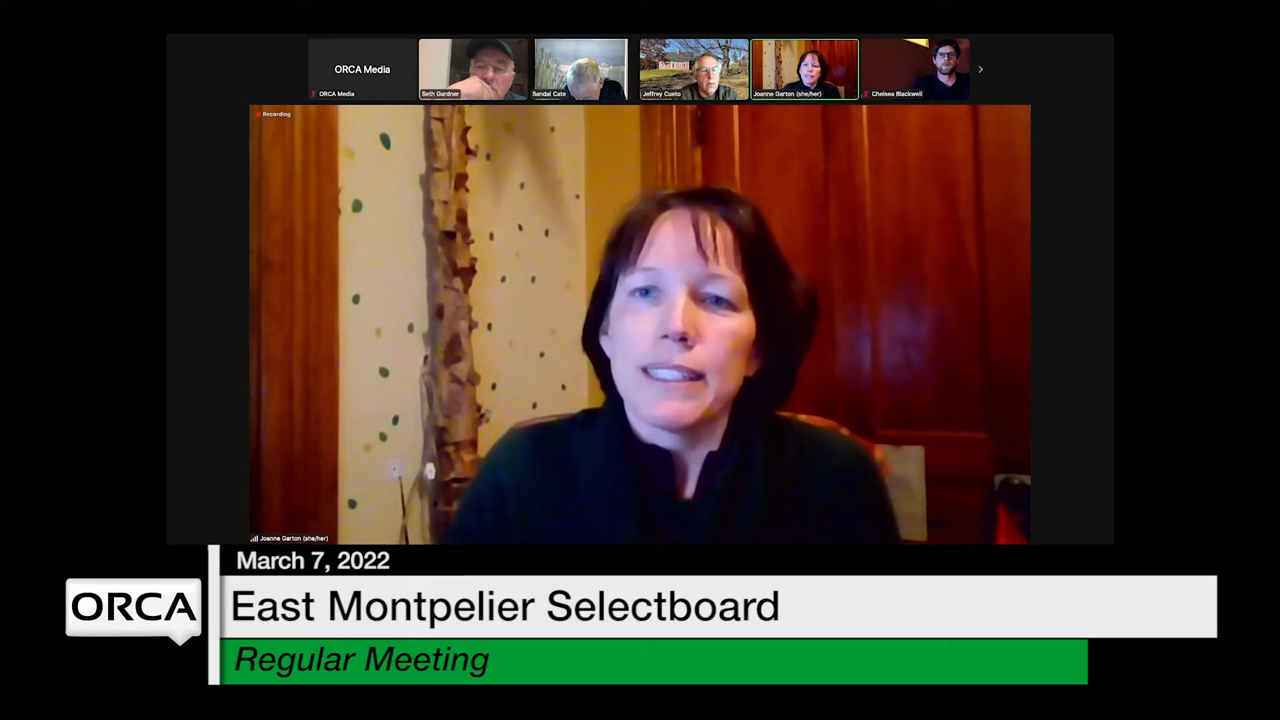 ORCA Media
ORCA Media
Seth Gardner
Sandal Cate
Jeffrey Cueto
Joanne Garton (she/her)
Chelsea Blackwell
Recording
Joanne Garton (she/her)
March 7, 2022
ORCA
East Montpelier Selectboard
Regular Meeting